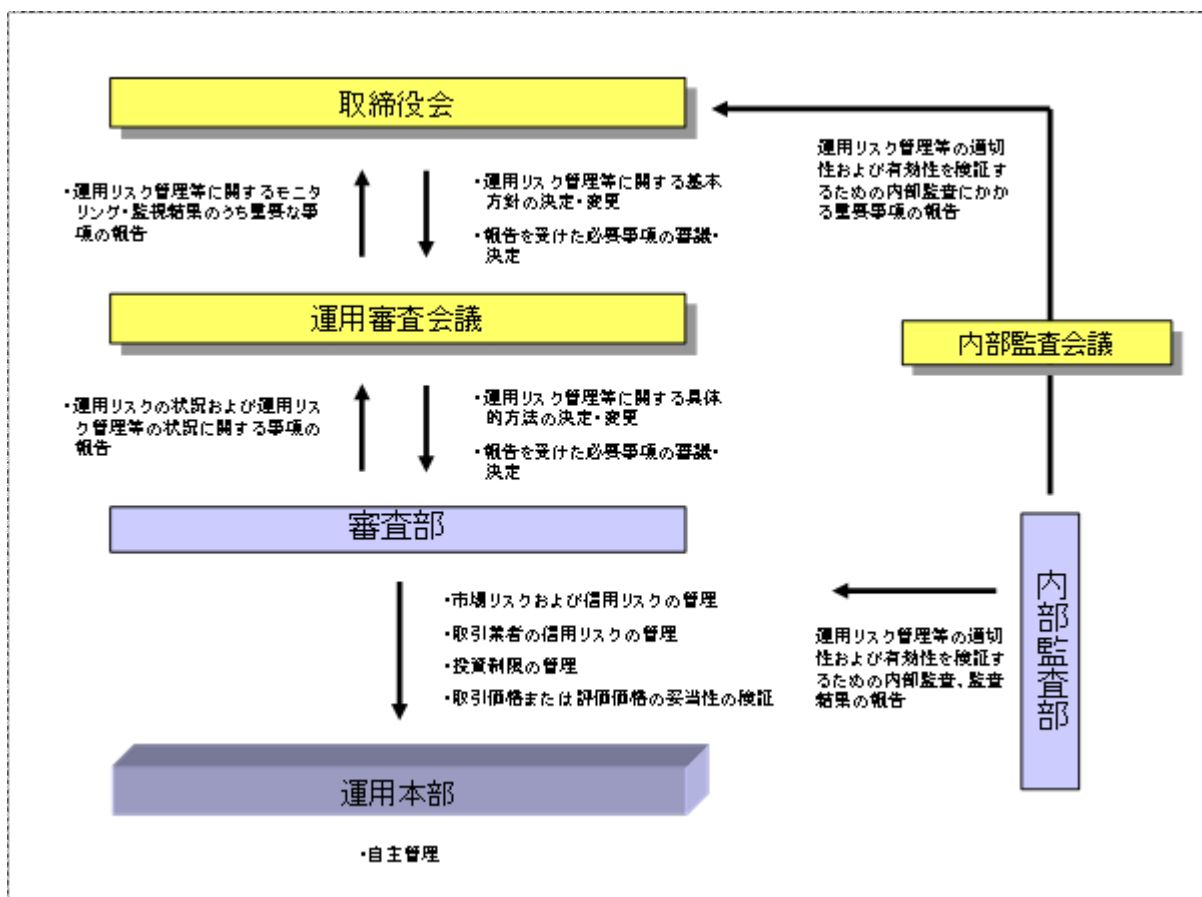 取締役会
・運用リスク管理等に関するモニ
タリング・監視結果のうち重要な事
項の報告
・運用リスク管理等に関する基本
方針の決定・変更
・報告を受けた必要事項の審議・
決定
運用リスク管理等の適切
性および有効性を検証す
るための内部監査にかか
る重要事項の報告
運用審査会議
内部監査会議
・運用リスクの状況および運用リス
ク管理等の状況に関する事項の
報告
・運用リスク管理等に関する具体
的方法の決定・変更
・報告を受けた必要事項の審議・
決定
審査部
内部監査部
・市場リスクおよび信用リスクの管理
・取引業者の信用リスクの管理
・投資制限の管理
・取引価格または評価価格の妥当性の検証
運用リスク管理等の適切
性および有効性を検証す
るための内部監査、監査
結果の報告
運用本部
・自主管理